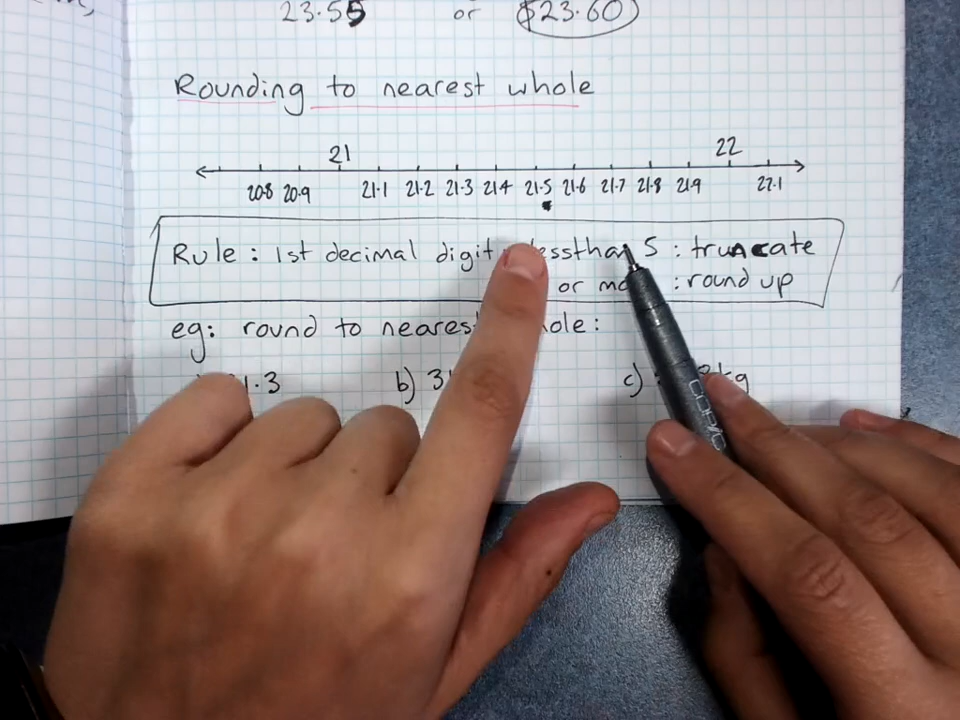 23.55 or $23.60
Rounding to nearest whole
21 22
20.8 20.9 21.1 21.2 21.3 21.4 21.5 21.6 21.7 21.8 21.9 22.1
Rule: 1st decimal digit less than 5: truncate
or : round up
eg: round to nearest whole:
b) c)
copic